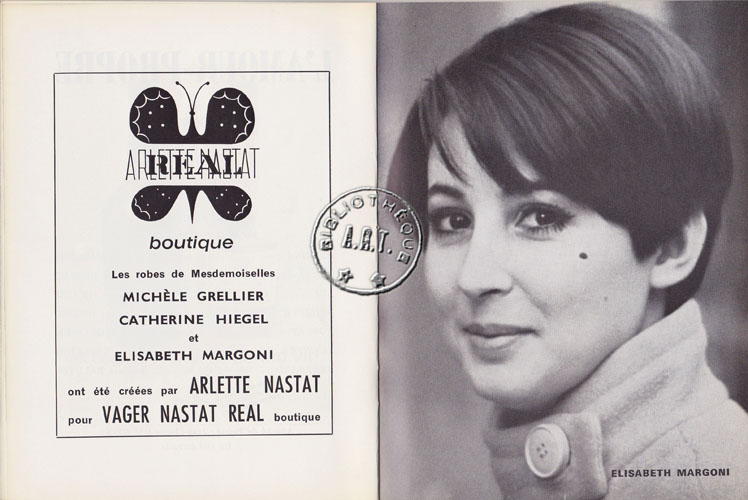 ARLETTE NASTAT
REAL
boutique
Les robes de Mesdemoiselles
MICHÈLE GRELLIER
CATHERINE HIEGEL
et
ELISABETH MARGONI
ont été créées par ARLETTE NASTAT
pour VAGER NASTAT REAL boutique
BIBLIOTHÈQUE
A.R.T.
ELISABETH MARGONI